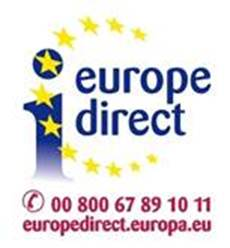 europe
direct
✆ 00 800 67 89 10 11
europedirect.europa.eu